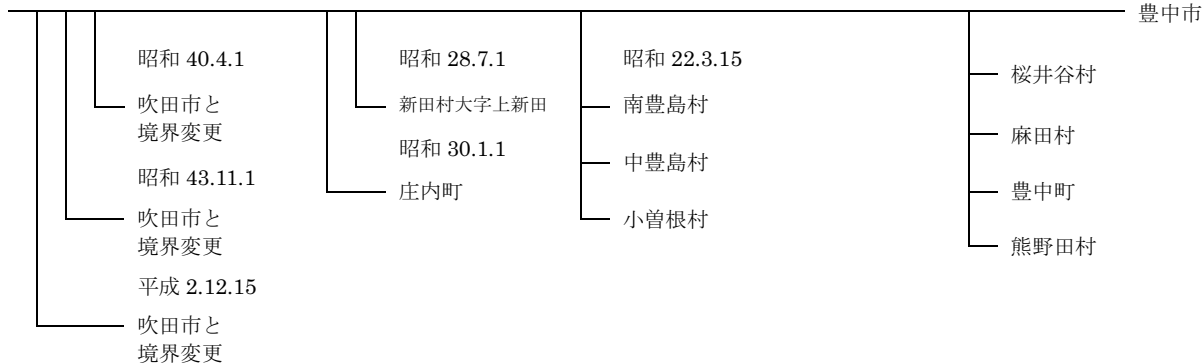 豊中市
昭和 40.4.1
吹田市と
境界変更
昭和 43.11.1
吹田市と
境界変更
平成 2.12.15
吹田市と
境界変更
昭和 28.7.1
新田村大字上新田
昭和 30.1.1
庄内町
昭和 22.3.15
南豊島村
中豊島村
小曽根村
桜井谷村
麻田村
豊中町
熊野田村